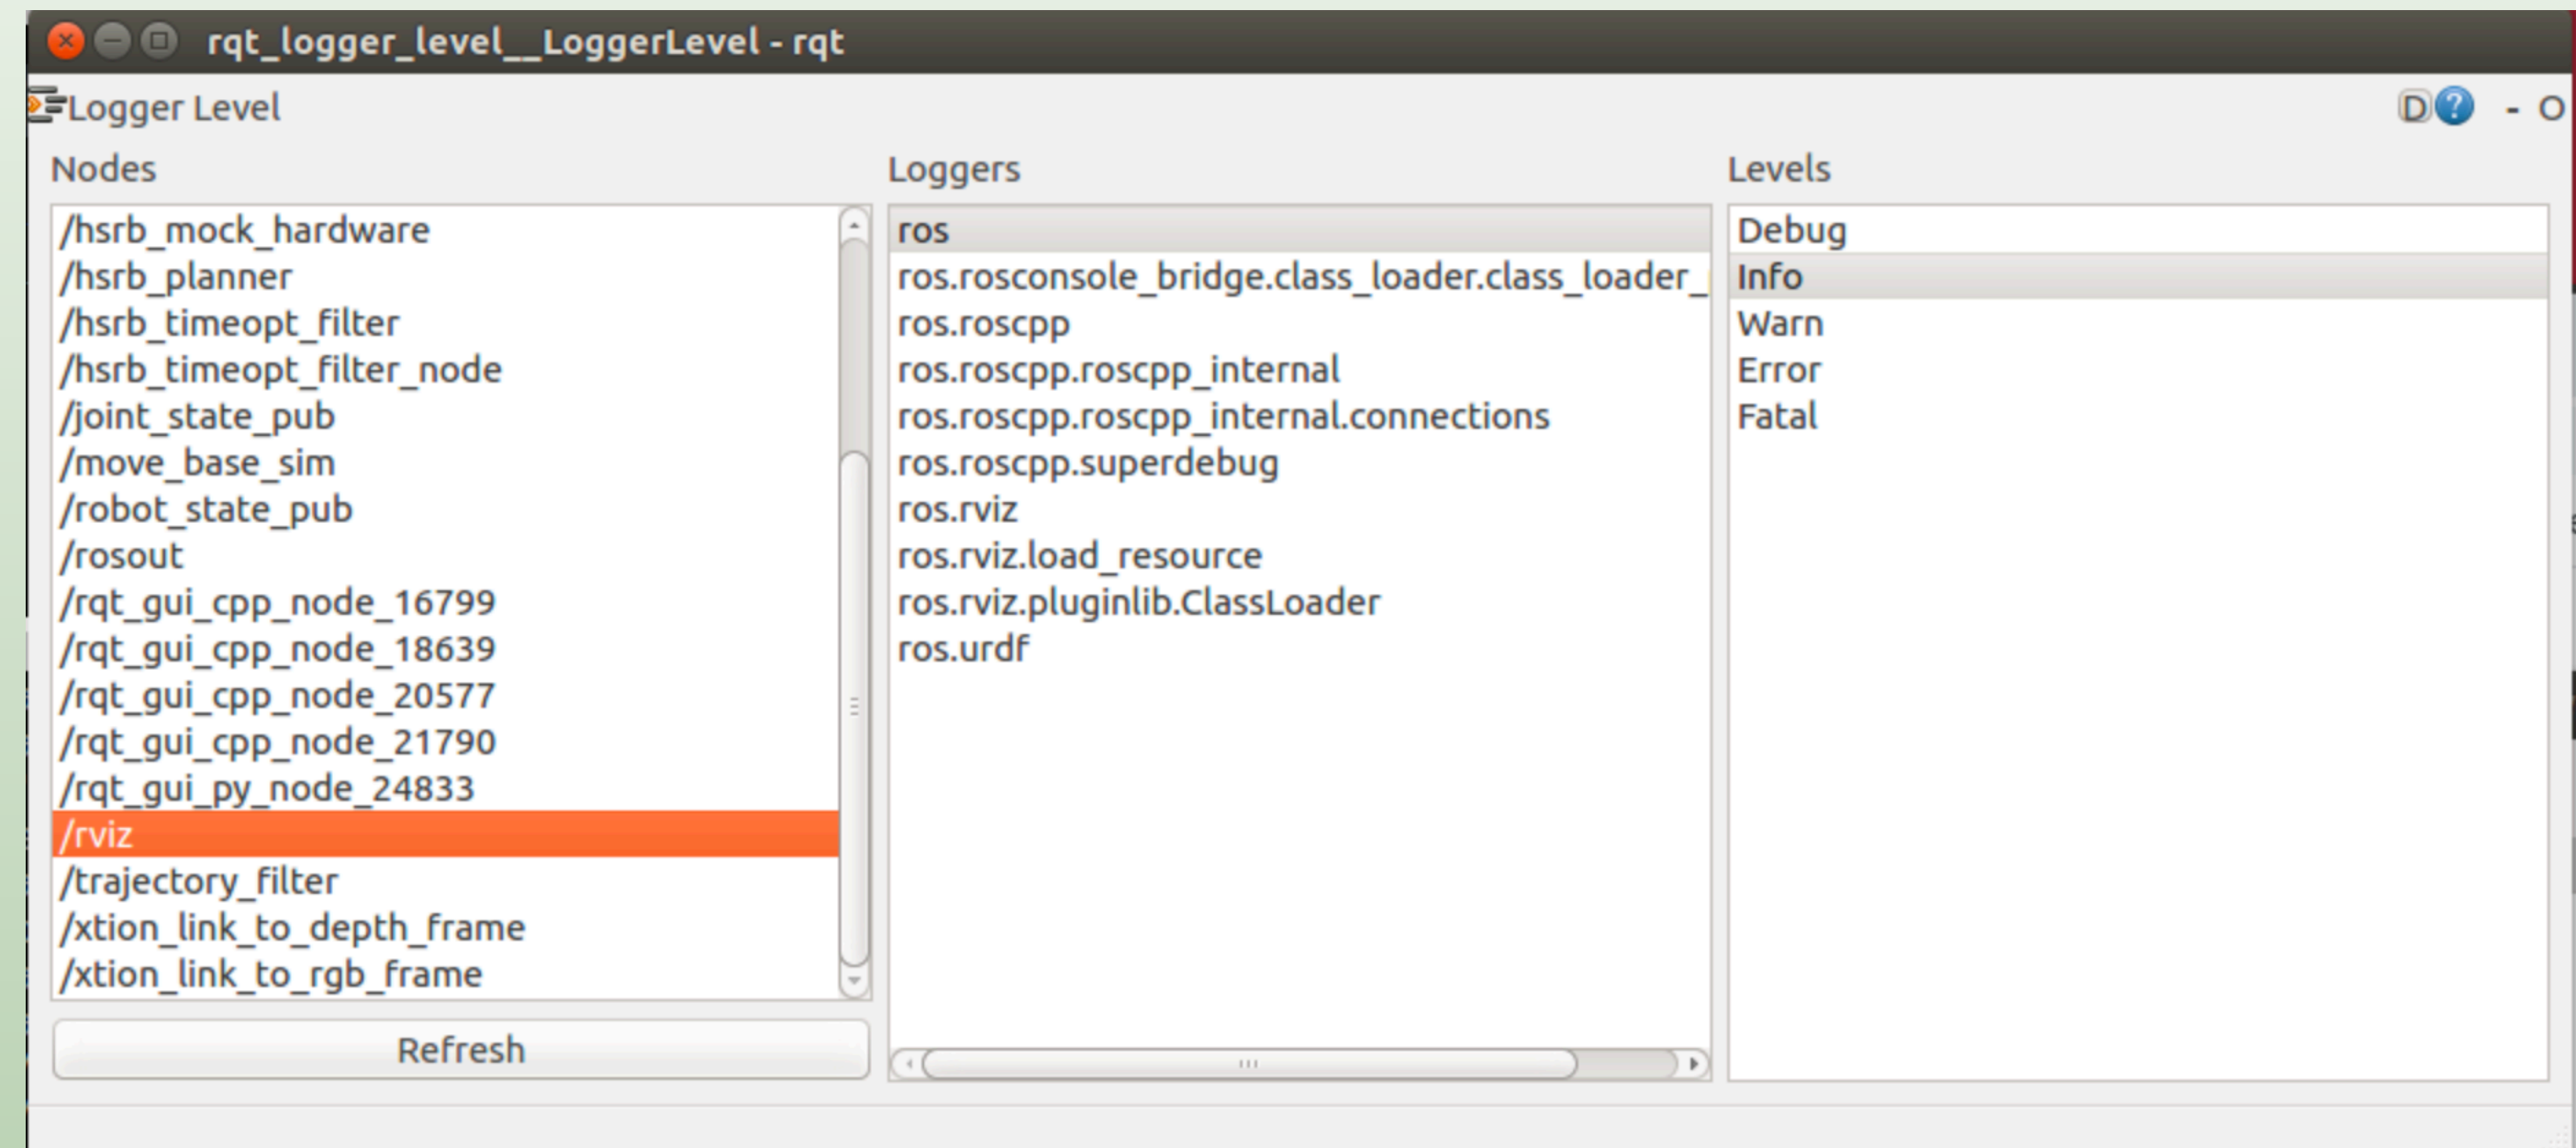 rqt_logger_level__LoggerLevel - rqt
Logger Level
D ? - O
Nodes
/hsrb_mock_hardware
/hsrb_planner
/hsrb_timeopt_filter
/hsrb_timeopt_filter_node
/joint_state_pub
/move_base_sim
/robot_state_pub
/rosout
/rqt_gui_cpp_node_16799
/rqt_gui_cpp_node_18639
/rqt_gui_cpp_node_20577
/rqt_gui_cpp_node_21790
/rqt_gui_py_node_24833
/rviz
/trajectory_filter
/xtion_link_to_depth_frame
/xtion_link_to_rgb_frame
Refresh
Loggers
ros
ros.rosconsole_bridge.class_loader.class_loader_
ros.roscpp
ros.roscpp.roscpp_internal
ros.roscpp.roscpp_internal.connections
ros.roscpp.superdebug
ros.rviz
ros.rviz.load_resource
ros.rviz.pluginlib.ClassLoader
ros.urdf
Levels
Debug
Info
Warn
Error
Fatal